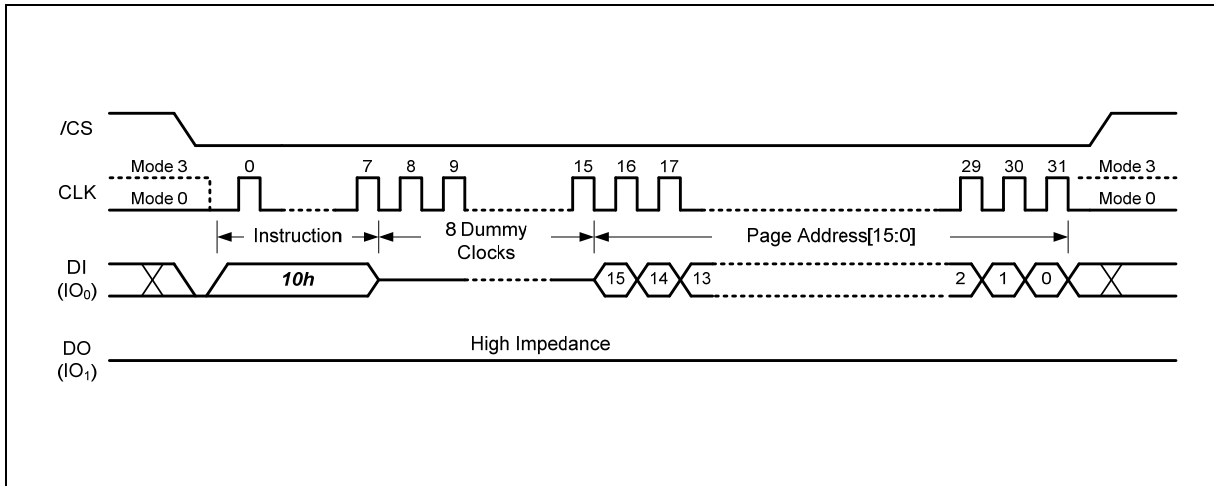 /CS
Mode 3 0 7 8 9 15 16 17 29 30 31 Mode 3
CLK
Mode 0 Mode 0
Instruction 8 Dummy Clocks Page Address[15:0]
DI
(IO₀)
10h 15 14 13 2 1 0
DO
(IO₁)
High Impedance